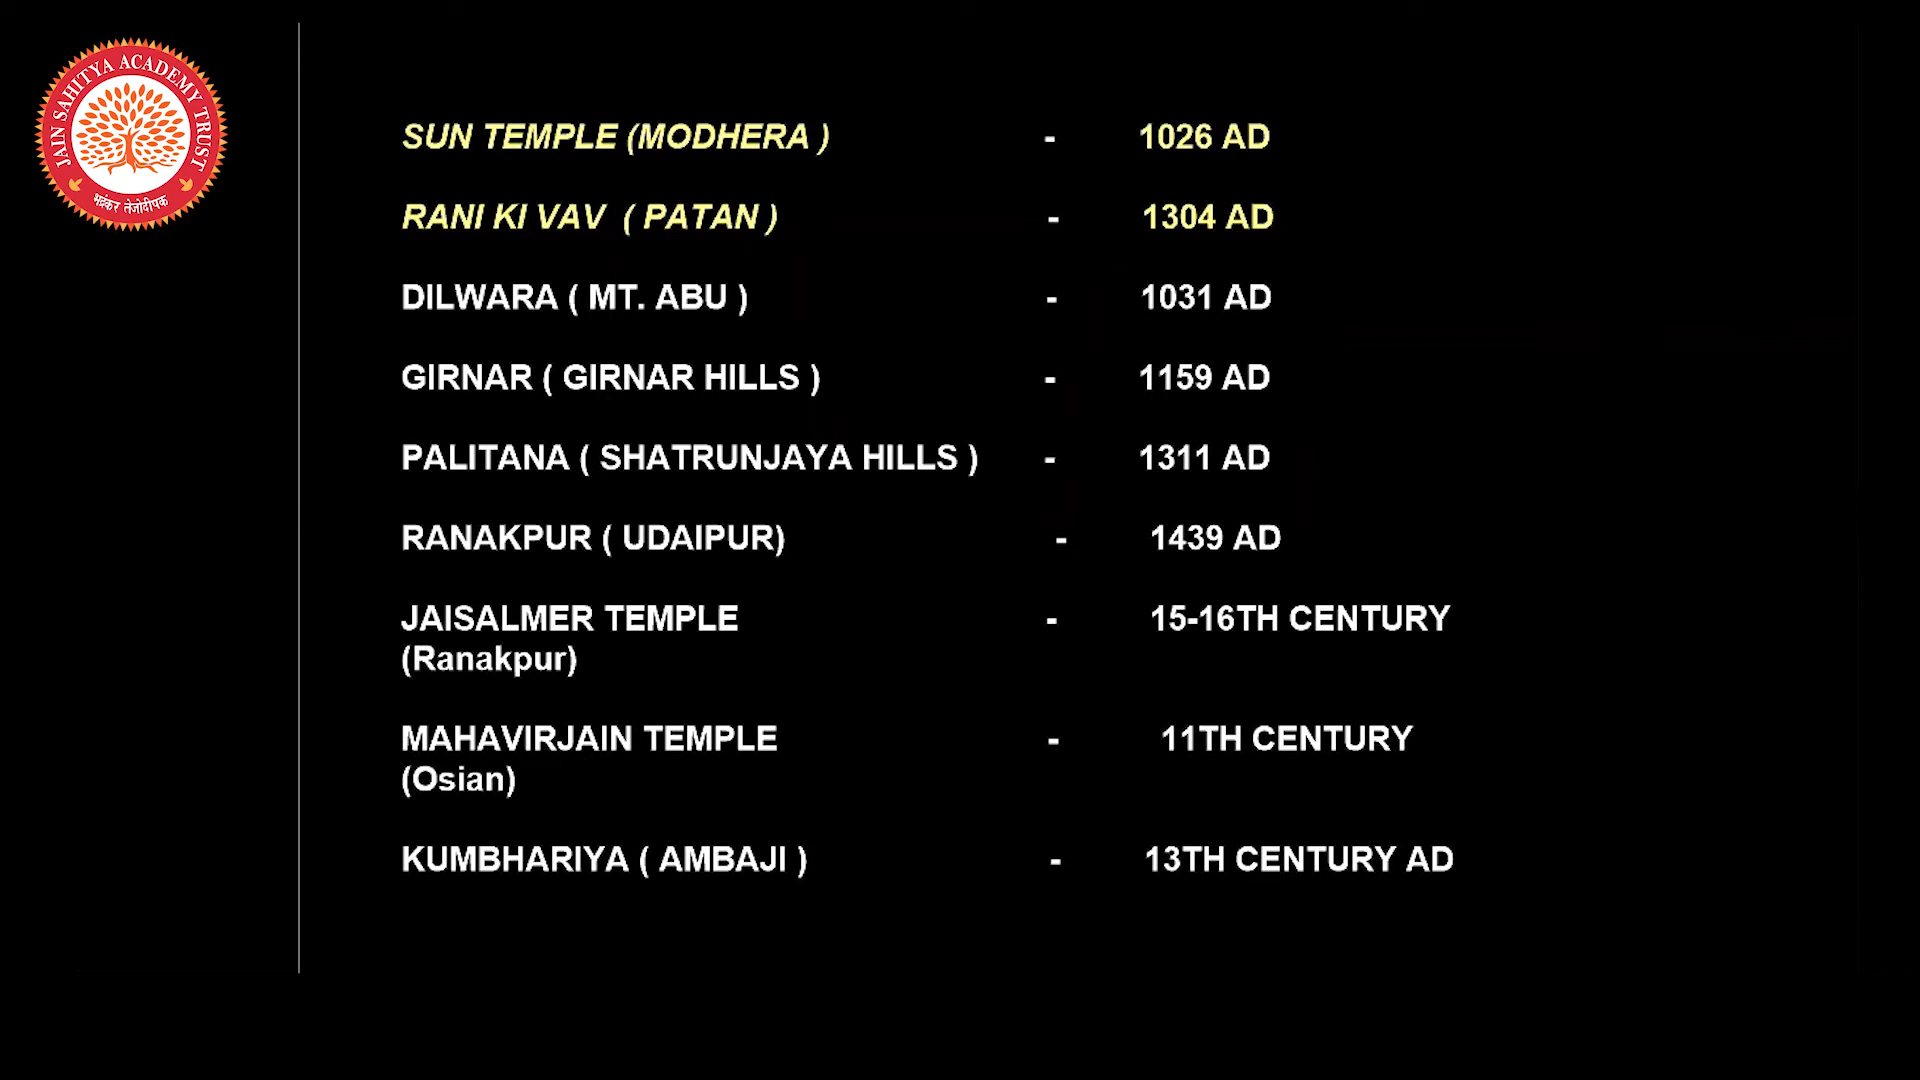 JAIN SAHITYA ACADEMY TRUST
भद्रंकर तेजोदीपक
SUN TEMPLE (MODHERA ) - 1026 AD
RANI KI VAV ( PATAN ) - 1304 AD
DILWARA ( MT. ABU ) - 1031 AD
GIRNAR ( GIRNAR HILLS ) - 1159 AD
PALITANA ( SHATRUNJAYA HILLS ) - 1311 AD
RANAKPUR ( UDAIPUR) - 1439 AD
JAISALMER TEMPLE - 15-16TH CENTURY
(Ranakpur)
MAHAVIRJAIN TEMPLE - 11TH CENTURY
(Osian)
KUMBHARIYA ( AMBAJI ) - 13TH CENTURY AD